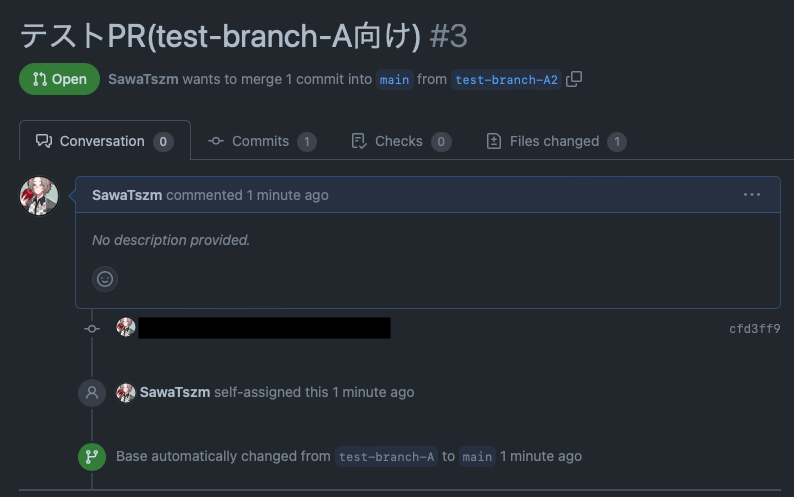 テストPR(test-branch-A向け) #3
Open SawaTszm wants to merge 1 commit into main from test-branch-A2
Conversation 0 Commits 1 Checks 0 Files changed 1
SawaTszm commented 1 minute ago
No description provided.
cfd3ff9
SawaTszm self-assigned this 1 minute ago
Base automatically changed from test-branch-A to main 1 minute ago